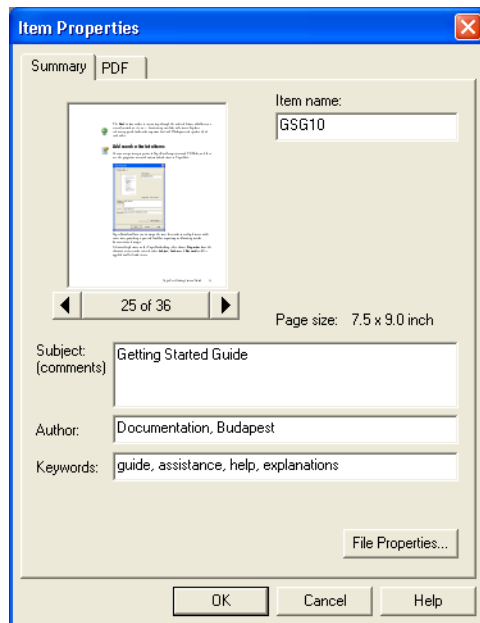 Item Properties
Summary
PDF
Item name:
GSG10
25 of 36
Page size: 7.5 x 9.0 inch
Subject:
(comments)
Getting Started Guide
Author:
Documentation, Budapest
Keywords:
guide, assistance, help, explanations
File Properties...
OK
Cancel
Help